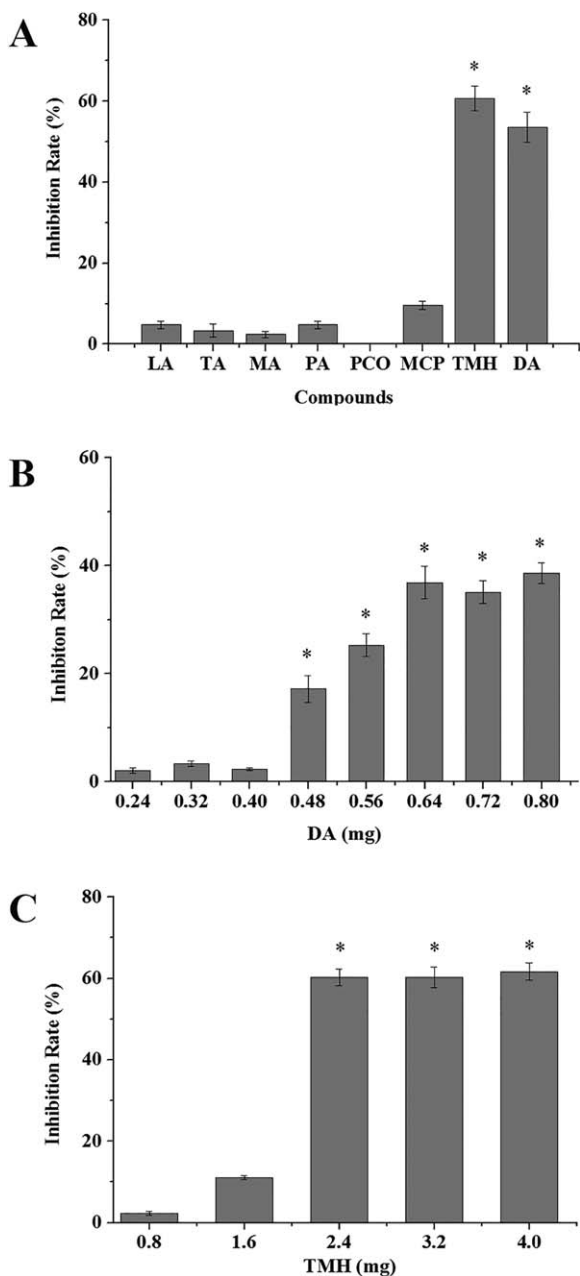 A
80
60
40
20
0
Inhibition Rate (%)
* *
LA TA MA PA PCO MCP TMH DA
Compounds
B
60
40
20
0
Inhibiton Rate (%)
* * * * *
0.24 0.32 0.40 0.48 0.56 0.64 0.72 0.80
DA (mg)
C
80
60
40
20
0
Inhibition Rate (%)
* * *
0.8 1.6 2.4 3.2 4.0
TMH (mg)